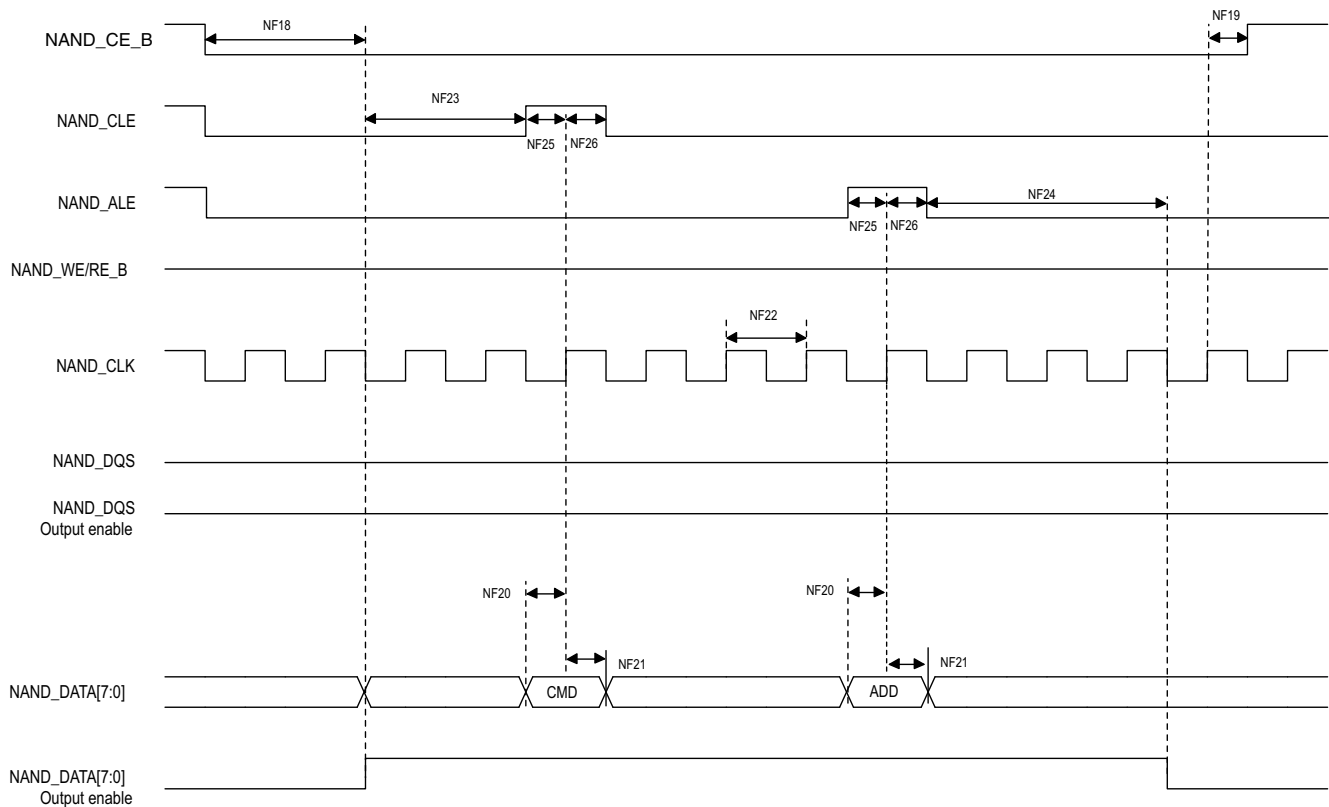 NF18
NF19
NAND_CE_B
NF23
NAND_CLE
NF25 NF26
NAND_ALE
NF24
NF25 NF26
NAND_WE/RE_B
NF22
NAND_CLK
NAND_DQS
NAND_DQS
Output enable
NF20
NF20
NF21
NF21
NAND_DATA[7:0]
CMD
ADD
NAND_DATA[7:0]
Output enable